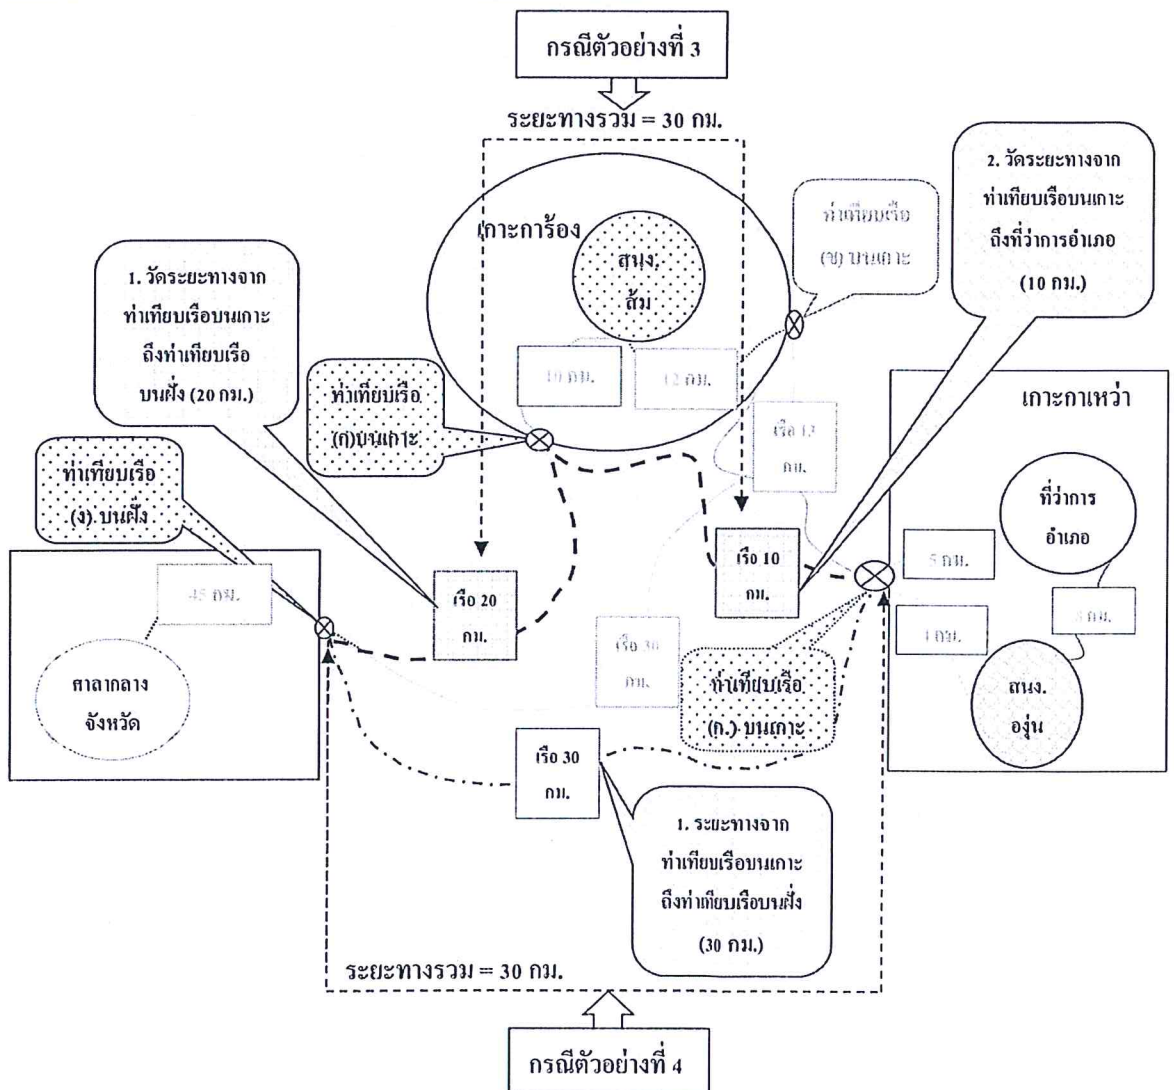 กรณีตัวอย่างที่ 3
ระยะทางรวม = 30 กม.
2. วัดระยะทางจาก
ท่าเทียบเรือบนเกาะ
ถึงที่ว่าการอำเภอ
(10 กม.)
ท่าเทียบเรือ
(ข) บนเกาะ
เกาะการ้อง
สนง.
ส้ม
1. วัดระยะทางจาก
ท่าเทียบเรือบนเกาะ
ถึงท่าเทียบเรือ
บนฝั่ง (20 กม.)
10 กม.
12 กม.
ท่าเทียบเรือ
(ก)บนเกาะ
เกาะกาเหว่า
เรือ 13
กม.
ท่าเทียบเรือ
(ง) บนฝั่ง
ที่ว่าการ
อำเภอ
เรือ 10
กม.
5 กม.
45 กม.
เรือ 20
กม.
กม.
กม.
เรือ 30
กม.
ศาลากลาง
จังหวัด
ท่าเทียบเรือ
(ก.) บนเกาะ
สนง.
องุ่น
เรือ 30
กม.
1. ระยะทางจาก
ท่าเทียบเรือบนเกาะ
ถึงท่าเทียบเรือบนฝั่ง
(30 กม.)
ระยะทางรวม = 30 กม.
กรณีตัวอย่างที่ 4